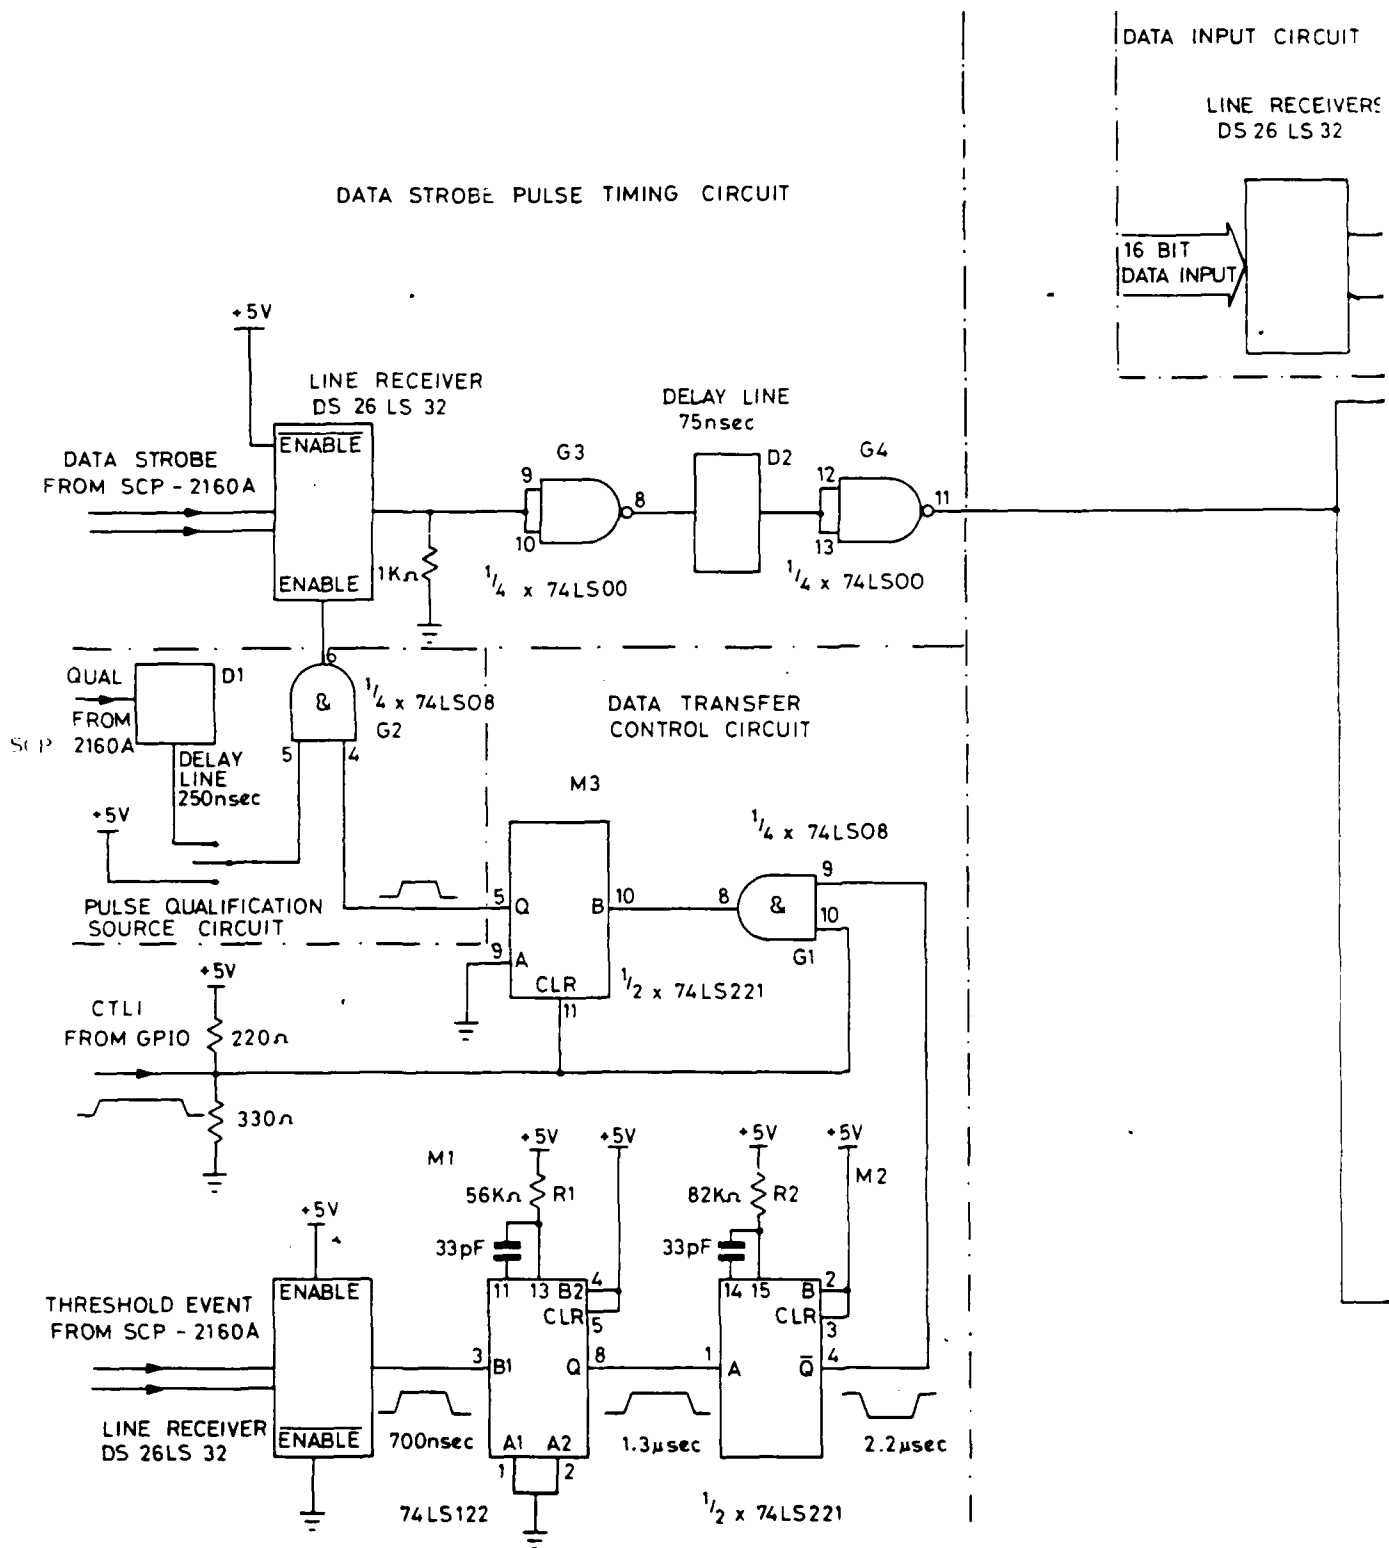 DATA INPUT CIRCUIT
LINE RECEIVERS
DS 26 LS 32
16 BIT
DATA INPUT
DATA STROBE PULSE TIMING CIRCUIT
+5V
LINE RECEIVER
DS 26 LS 32
ENABLE
DATA STROBE
FROM SCP - 2160A
ENABLE
1KΩ
G3
9
10
8
1/4 x 74LS00
DELAY LINE
75nsec
D2
G4
12
13
11
1/4 x 74LS00
QUAL
FROM
SCP 2160A
D1
DELAY
LINE
250nsec
+5V
PULSE QUALIFICATION
SOURCE CIRCUIT
6
&
1/4 x 74LS08
G2
5
4
DATA TRANSFER
CONTROL CIRCUIT
M3
5
Q
B
10
9
A
CLR
11
1/2 x 74LS221
1/4 x 74LS08
8
&
9
10
G1
+5V
CTL1
FROM GPIO
220Ω
330Ω
+5V
ENABLE
THRESHOLD EVENT
FROM SCP - 2160A
LINE RECEIVER
DS 26LS 32
ENABLE
700nsec
M1
+5V
+5V
56KΩ
R1
33pF
11
13
B2
4
CLR
5
3
B1
Q
8
A1
A2
1
2
74LS122
1.3µsec
+5V
+5V
M2
82KΩ
R2
33pF
14
15
B
2
CLR
3
1
A
Q̅
4
2.2µsec
1/2 x 74LS221